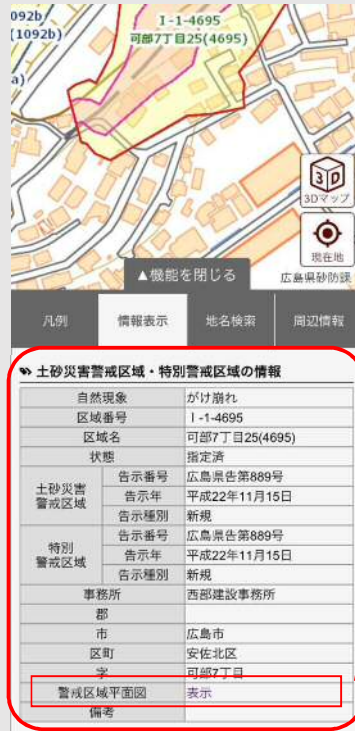 092b)
(1092b)
I-1-4695
可部7丁目25(4695)
a)
3D
3Dマップ
現在地
▲機能を閉じる
広島県砂防課
凡例 情報表示 地名検索 周辺情報
土砂災害警戒区域・特別警戒区域の情報
自然現象 がけ崩れ
区域番号 I-1-4695
区域名 可部7丁目25(4695)
状態 指定済
土砂災害警戒区域 告示番号 広島県告第889号
告示年 平成22年11月15日
告示種別 新規
特別警戒区域 告示番号 広島県告第889号
告示年 平成22年11月15日
告示種別 新規
事務所 西部建設事務所
郡
市 広島市
区町 安佐北区
字 可部7丁目
警戒区域平面図 表示
備考